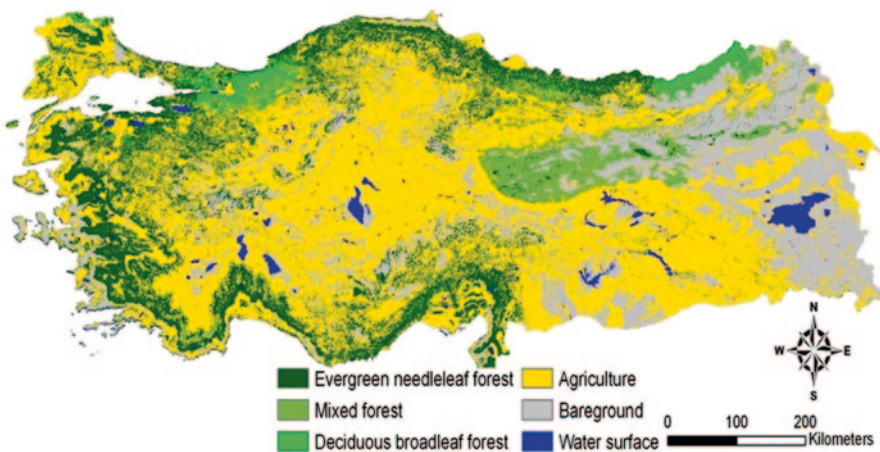 N
W E
S
Evergreen needleleaf forest
Mixed forest
Deciduous broadleaf forest
Agriculture
Bareground
Water surface
0 100 200
Kilometers